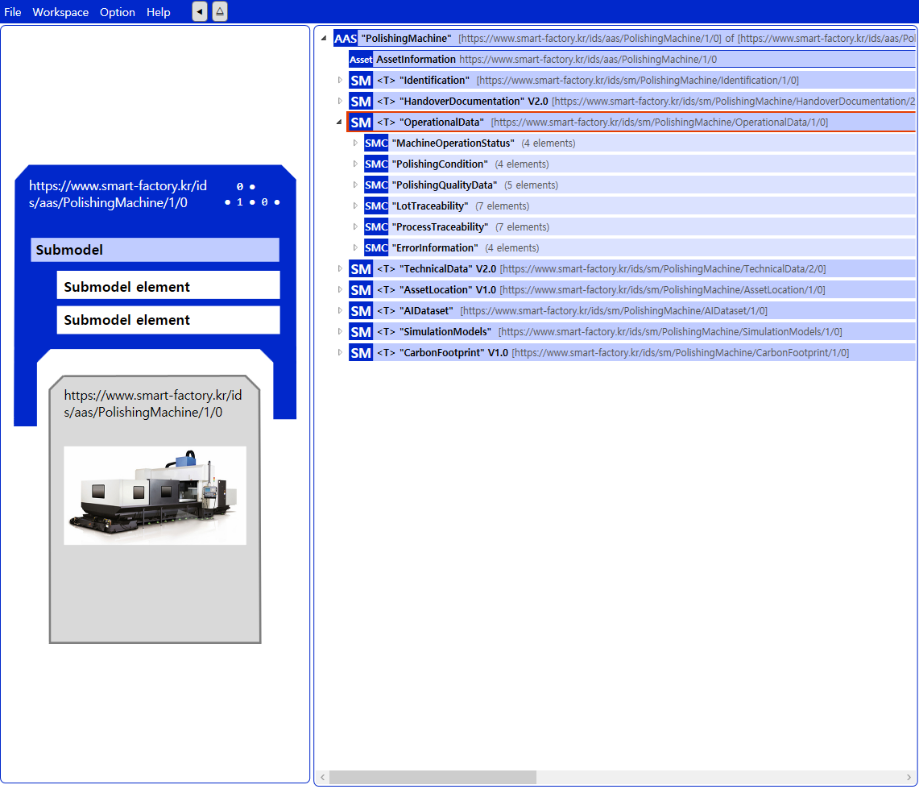 File Workspace Option Help
https://www.smart-factory.kr/id
s/aas/PolishingMachine/1/0
0
1 0
Submodel
Submodel element
Submodel element
https://www.smart-factory.kr/id
s/aas/PolishingMachine/1/0
AAS "PolishingMachine" [https://www.smart-factory.kr/ids/aas/PolishingMachine/1/0] of [https://www.smart-factory.kr/ids/aas/Pol
Asset AssetInformation https://www.smart-factory.kr/ids/aas/PolishingMachine/1/0
SM <T> "Identification" [https://www.smart-factory.kr/ids/sm/PolishingMachine/Identification/1/0]
SM <T> "HandoverDocumentation" V2.0 [https://www.smart-factory.kr/ids/sm/PolishingMachine/HandoverDocumentation/2
SM <T> "OperationalData" [https://www.smart-factory.kr/ids/sm/PolishingMachine/OperationalData/1/0]
SMC "MachineOperationStatus" (4 elements)
SMC "PolishingCondition" (4 elements)
SMC "PolishingQualityData" (5 elements)
SMC "LotTraceability" (7 elements)
SMC "ProcessTraceability" (7 elements)
SMC "ErrorInformation" (4 elements)
SM <T> "TechnicalData" V2.0 [https://www.smart-factory.kr/ids/sm/PolishingMachine/TechnicalData/2/0]
SM <T> "AssetLocation" V1.0 [https://www.smart-factory.kr/ids/sm/PolishingMachine/AssetLocation/1/0]
SM <T> "AIDataset" [https://www.smart-factory.kr/ids/sm/PolishingMachine/AIDataset/1/0]
SM <T> "SimulationModels" [https://www.smart-factory.kr/ids/sm/PolishingMachine/SimulationModels/1/0]
SM <T> "CarbonFootprint" V1.0 [https://www.smart-factory.kr/ids/sm/PolishingMachine/CarbonFootprint/1/0]